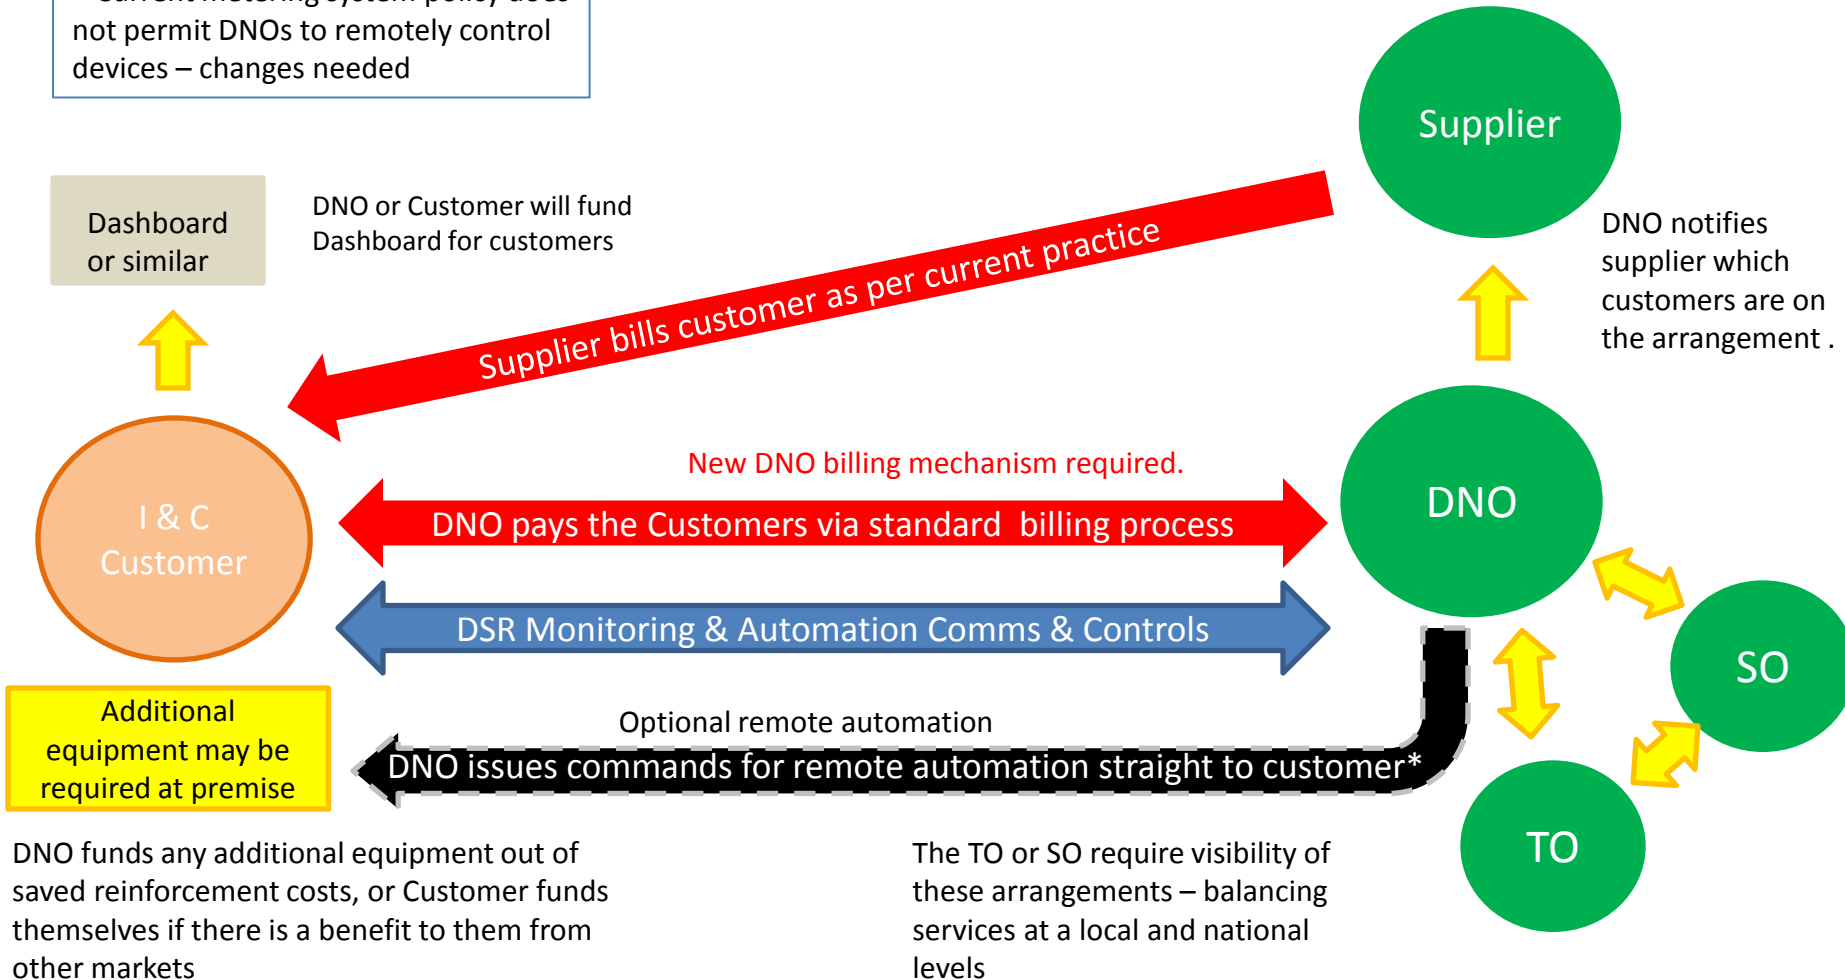 current metering system policy does
not permit DNOs to remotely control
devices – changes needed
Supplier
Dashboard
or similar
DNO or Customer will fund
Dashboard for customers
Supplier bills customer as per current practice
DNO notifies
supplier which
customers are on
the arrangement .
New DNO billing mechanism required.
I & C
Customer
DNO pays the Customers via standard billing process
DNO
DSR Monitoring & Automation Comms & Controls
SO
Additional
equipment may be
required at premise
Optional remote automation
DNO issues commands for remote automation straight to customer*
TO
DNO funds any additional equipment out of
saved reinforcement costs, or Customer funds
themselves if there is a benefit to them from
other markets
The TO or SO require visibility of
these arrangements – balancing
services at a local and national
levels